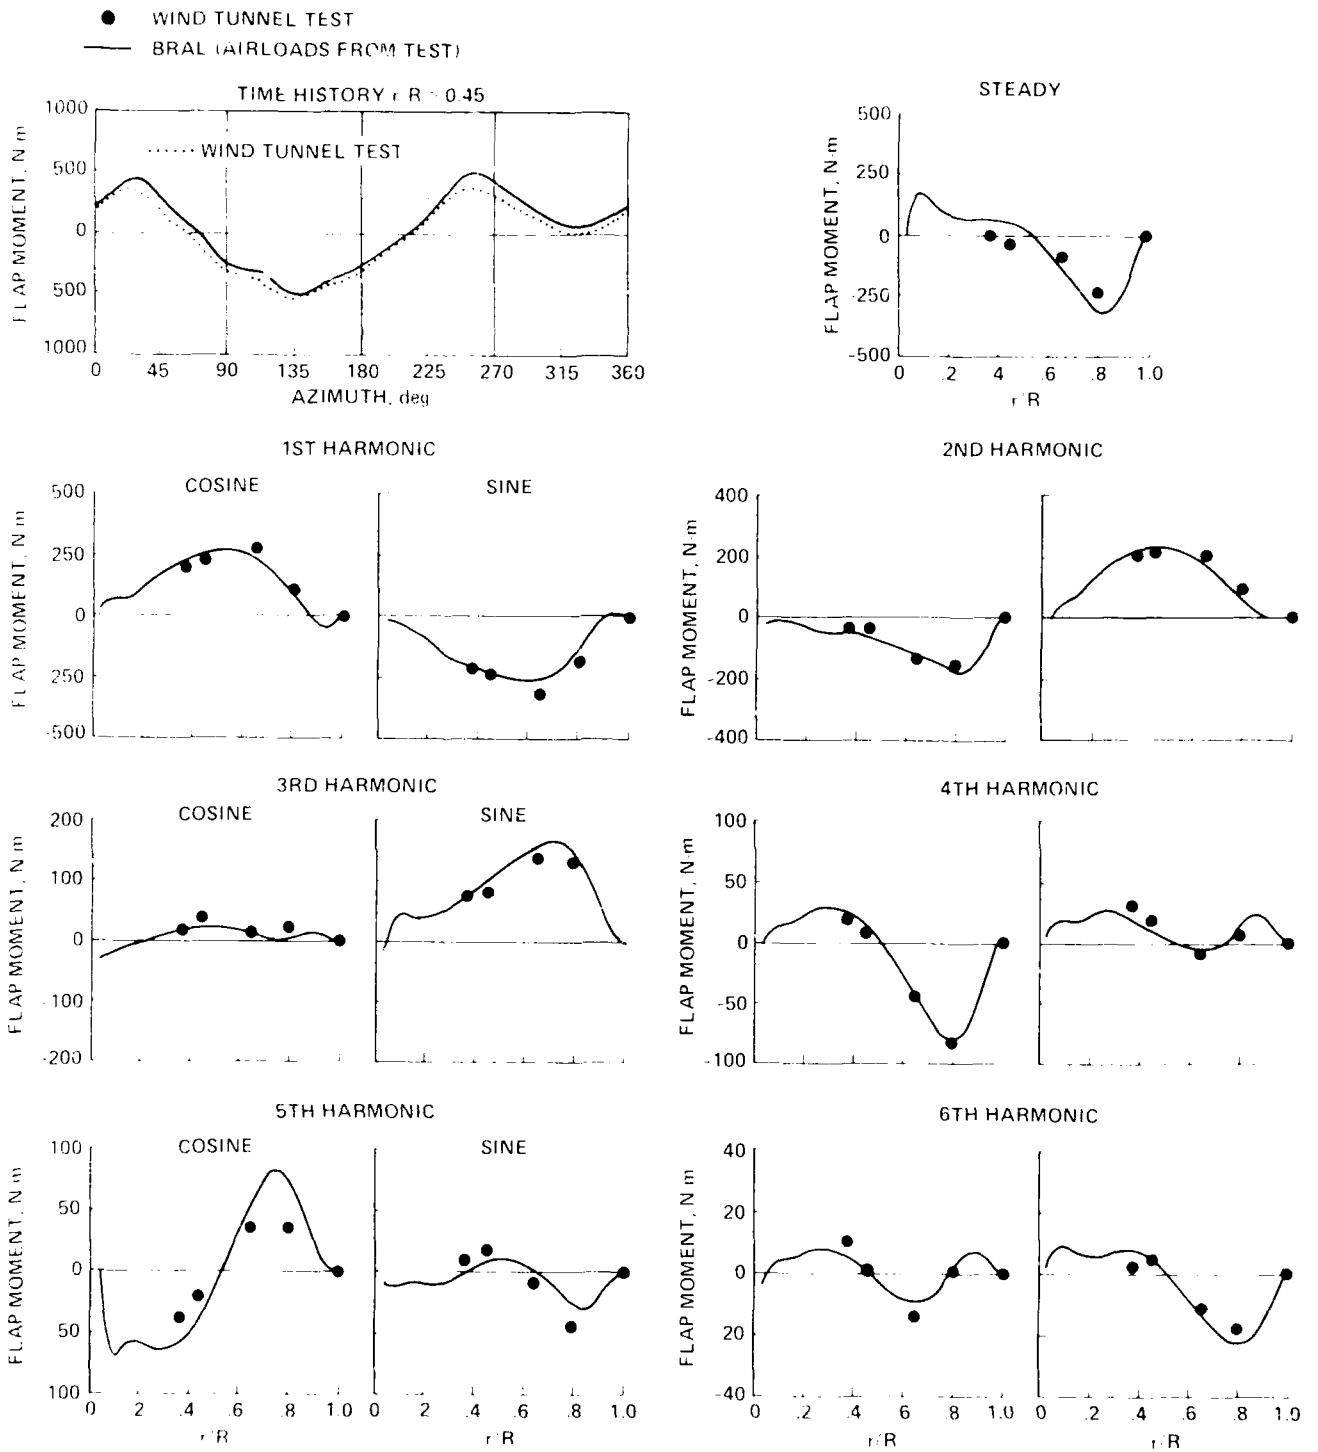 WIND TUNNEL TEST
BRAL (AIRLOADS FROM TEST)
TIME HISTORY r R = 0.45
STEADY
FLAP MOMENT, N·m
1000
500
0
500
1000
WIND TUNNEL TEST
0 45 90 135 180 225 270 315 360
AZIMUTH, deg
FLAP MOMENT, N·m
500
250
0
-250
-500
0 .2 .4 .6 .8 1.0
r/R
1ST HARMONIC
COSINE SINE
FLAP MOMENT, N m
500
250
0
250
-500
2ND HARMONIC
FLAP MOMENT, N·m
400
200
0
-200
-400
3RD HARMONIC
COSINE SINE
FLAP MOMENT, N m
200
100
0
100
-200
4TH HARMONIC
FLAP MOMENT, N·m
100
50
0
-50
-100
5TH HARMONIC
COSINE SINE
FLAP MOMENT, N m
100
50
0
50
100
0 .2 .4 .6 .8 1.0
r/R
0 2 .4 .6 .8 1.0
r/R
6TH HARMONIC
FLAP MOMENT, N m
40
20
0
20
-40
0 .2 .4 6 .8 1.0
r/R
0 .2 .4 .6 .8 1.0
r/R